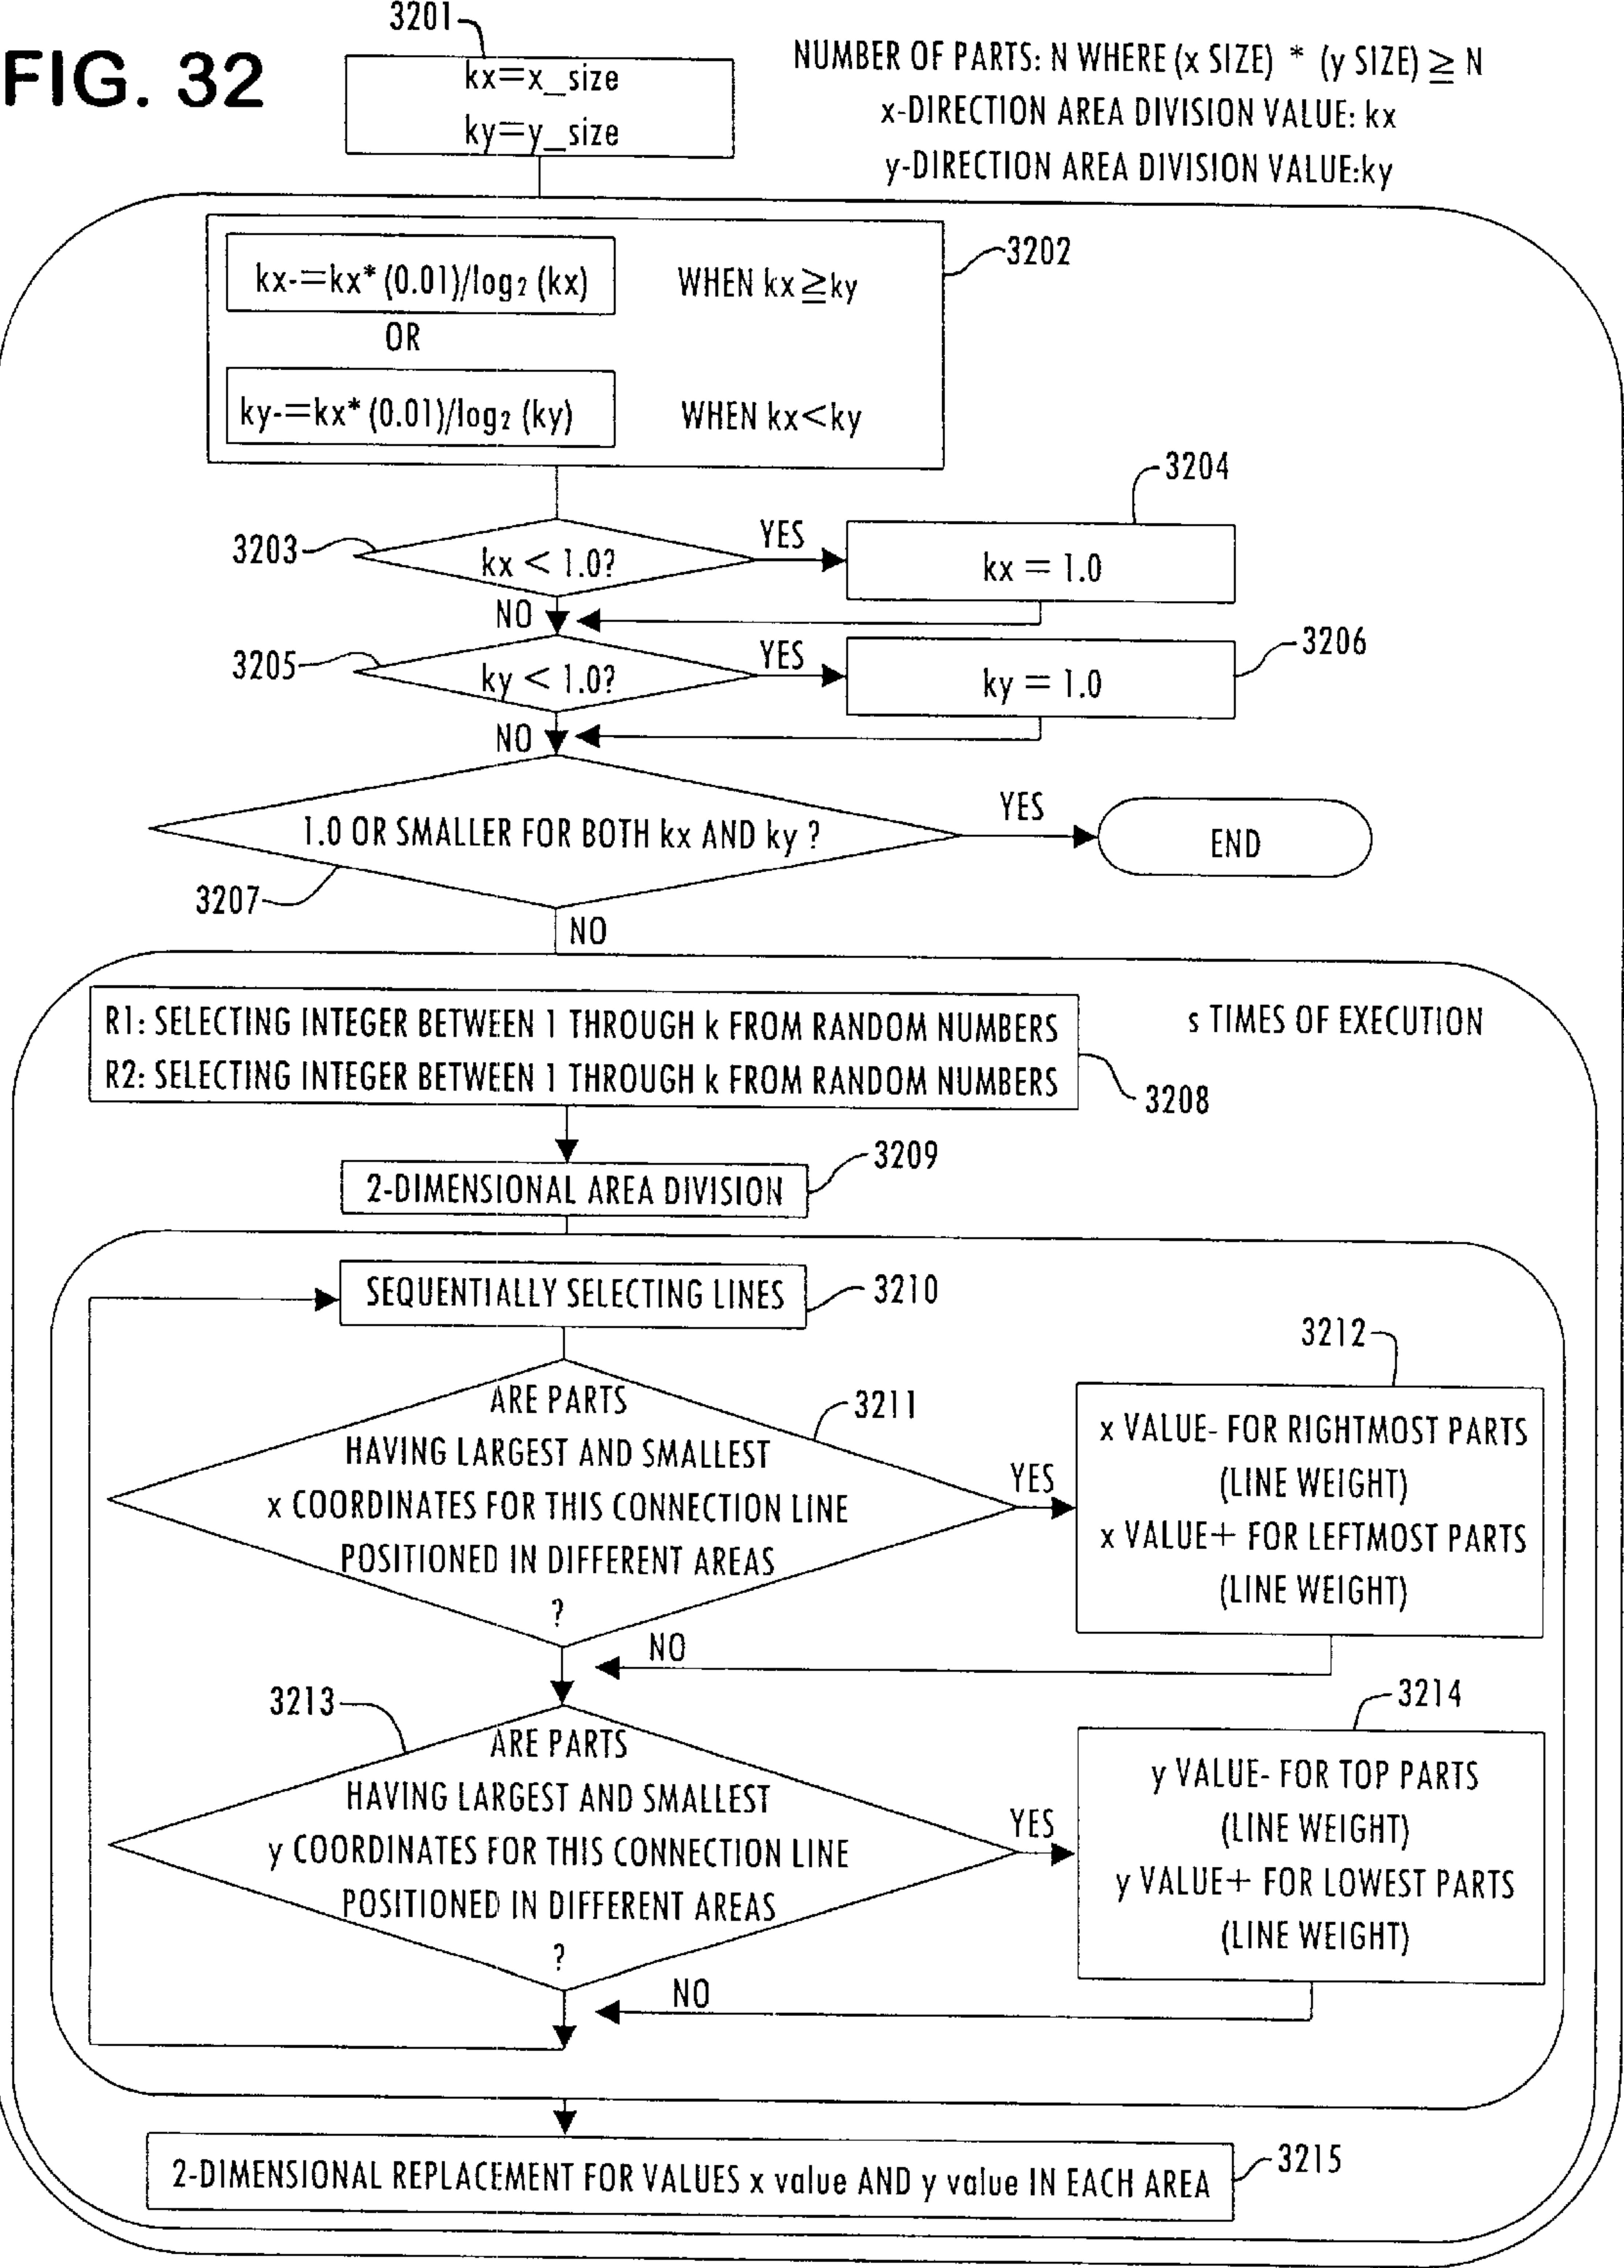 FIG. 32
3201
kx=x_size
ky=y_size
NUMBER OF PARTS: N WHERE (x SIZE) * (y SIZE) ≧ N
x-DIRECTION AREA DIVISION VALUE: kx
y-DIRECTION AREA DIVISION VALUE:ky
3202
kx-=kx* (0.01)/log₂ (kx)
WHEN kx≧ky
OR
ky-=kx* (0.01)/log₂ (ky)
WHEN kx<ky
3203
kx < 1.0?
YES
3204
kx = 1.0
NO
3205
ky < 1.0?
YES
3206
ky = 1.0
NO
1.0 OR SMALLER FOR BOTH kx AND ky ?
YES
END
3207
NO
R1: SELECTING INTEGER BETWEEN 1 THROUGH k FROM RANDOM NUMBERS
R2: SELECTING INTEGER BETWEEN 1 THROUGH k FROM RANDOM NUMBERS
s TIMES OF EXECUTION
3208
3209
2-DIMENSIONAL AREA DIVISION
SEQUENTIALLY SELECTING LINES
3210
3211
ARE PARTS
HAVING LARGEST AND SMALLEST
x COORDINATES FOR THIS CONNECTION LINE
POSITIONED IN DIFFERENT AREAS
?
YES
3212
x VALUE- FOR RIGHTMOST PARTS
(LINE WEIGHT)
x VALUE+ FOR LEFTMOST PARTS
(LINE WEIGHT)
NO
3213
ARE PARTS
HAVING LARGEST AND SMALLEST
y COORDINATES FOR THIS CONNECTION LINE
POSITIONED IN DIFFERENT AREAS
?
YES
3214
y VALUE- FOR TOP PARTS
(LINE WEIGHT)
y VALUE+ FOR LOWEST PARTS
(LINE WEIGHT)
NO
2-DIMENSIONAL REPLACEMENT FOR VALUES x value AND y value IN EACH AREA
3215